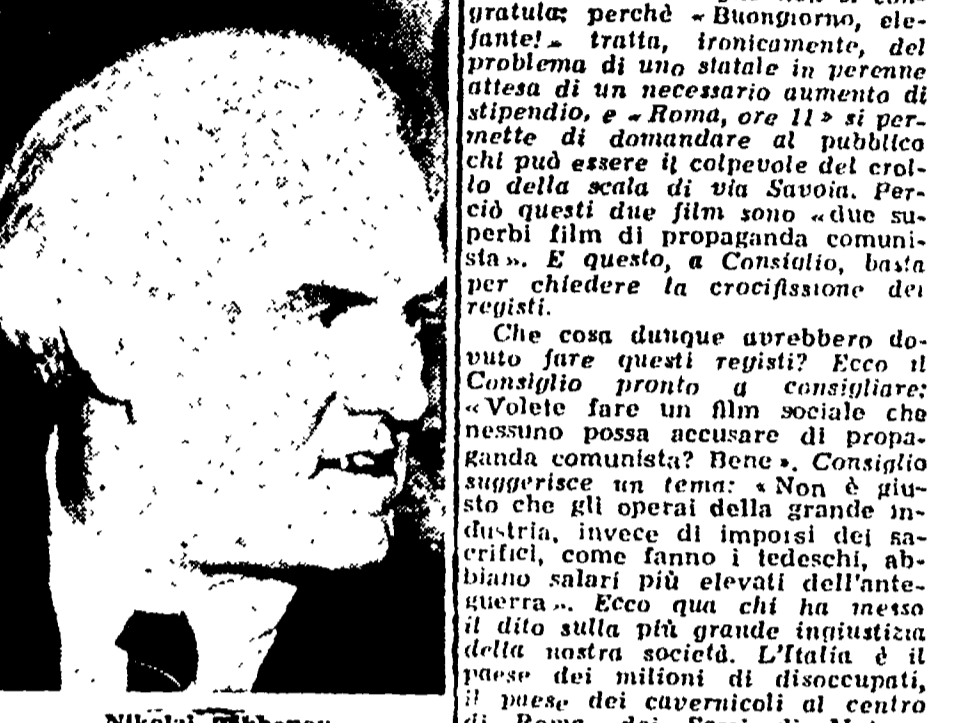 gratula: perchè «Buongiorno, ele-
fante!» tratta, ironicamente, del
problema di uno statale in perenne
attesa di un necessario aumento di
stipendio, e «Roma, ore 11» si per-
mette di domandare al pubblico
chi può essere il colpevole del crol-
lo della scala di via Savoia. Per-
ciò questi due film sono «due su-
perbi film di propaganda comuni-
sta». E questo, a Consiglio, basta
per chiedere la crocifissione dei
registi.
Che cosa dunque avrebbero do-
vuto fare questi registi? Ecco il
Consiglio pronto a consigliare:
«Volete fare un film sociale che
nessuno possa accusare di propa-
ganda comunista? Bene». Consiglio
suggerisce un tema: «Non è giu-
sto che gli operai della grande in-
dustria, invece di imporsi dei sa-
crifici, come fanno i tedeschi, ab-
biano salari più elevati dell'ante-
guerra». Ecco qua chi ha messo
il dito sulla più grande ingiustizia
della nostra società. L'Italia è il
paese dei milioni di disoccupati,
il paese dei cavernicoli al centro
di Roma, dei
Nikolai